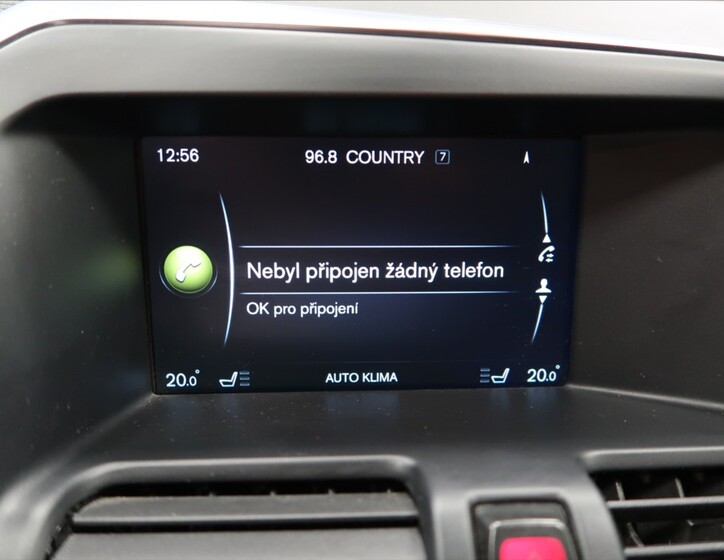 12:56
96.8 COUNTRY 7
Nebyl připojen žádný telefon
OK pro připojení
20.0° AUTO KLIMA 20.0°